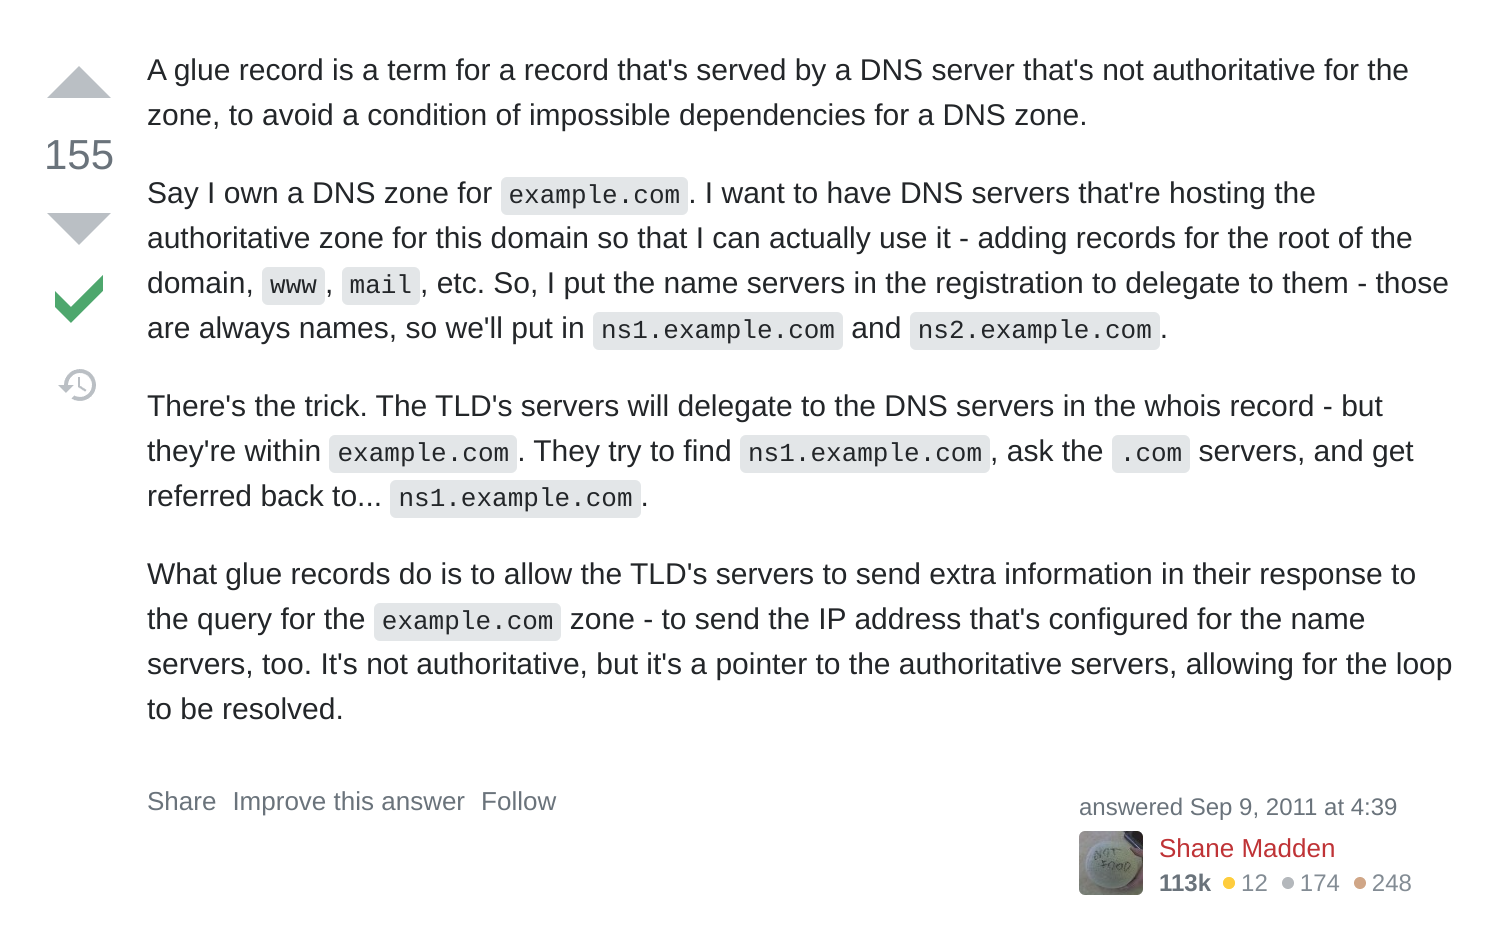 A glue record is a term for a record that's served by a DNS server that's not authoritative for the
zone, to avoid a condition of impossible dependencies for a DNS zone.
155
Say I own a DNS zone for example.com. I want to have DNS servers that're hosting the
authoritative zone for this domain so that I can actually use it - adding records for the root of the
domain, www, mail, etc. So, I put the name servers in the registration to delegate to them - those
are always names, so we'll put in ns1.example.com and ns2.example.com.
There's the trick. The TLD's servers will delegate to the DNS servers in the whois record - but
they're within example.com. They try to find ns1.example.com, ask the .com servers, and get
referred back to... ns1.example.com.
What glue records do is to allow the TLD's servers to send extra information in their response to
the query for the example.com zone - to send the IP address that's configured for the name
servers, too. It's not authoritative, but it's a pointer to the authoritative servers, allowing for the loop
to be resolved.
Share Improve this answer Follow
answered Sep 9, 2011 at 4:39
NOT
FOOD
Shane Madden
113k 12 174 248